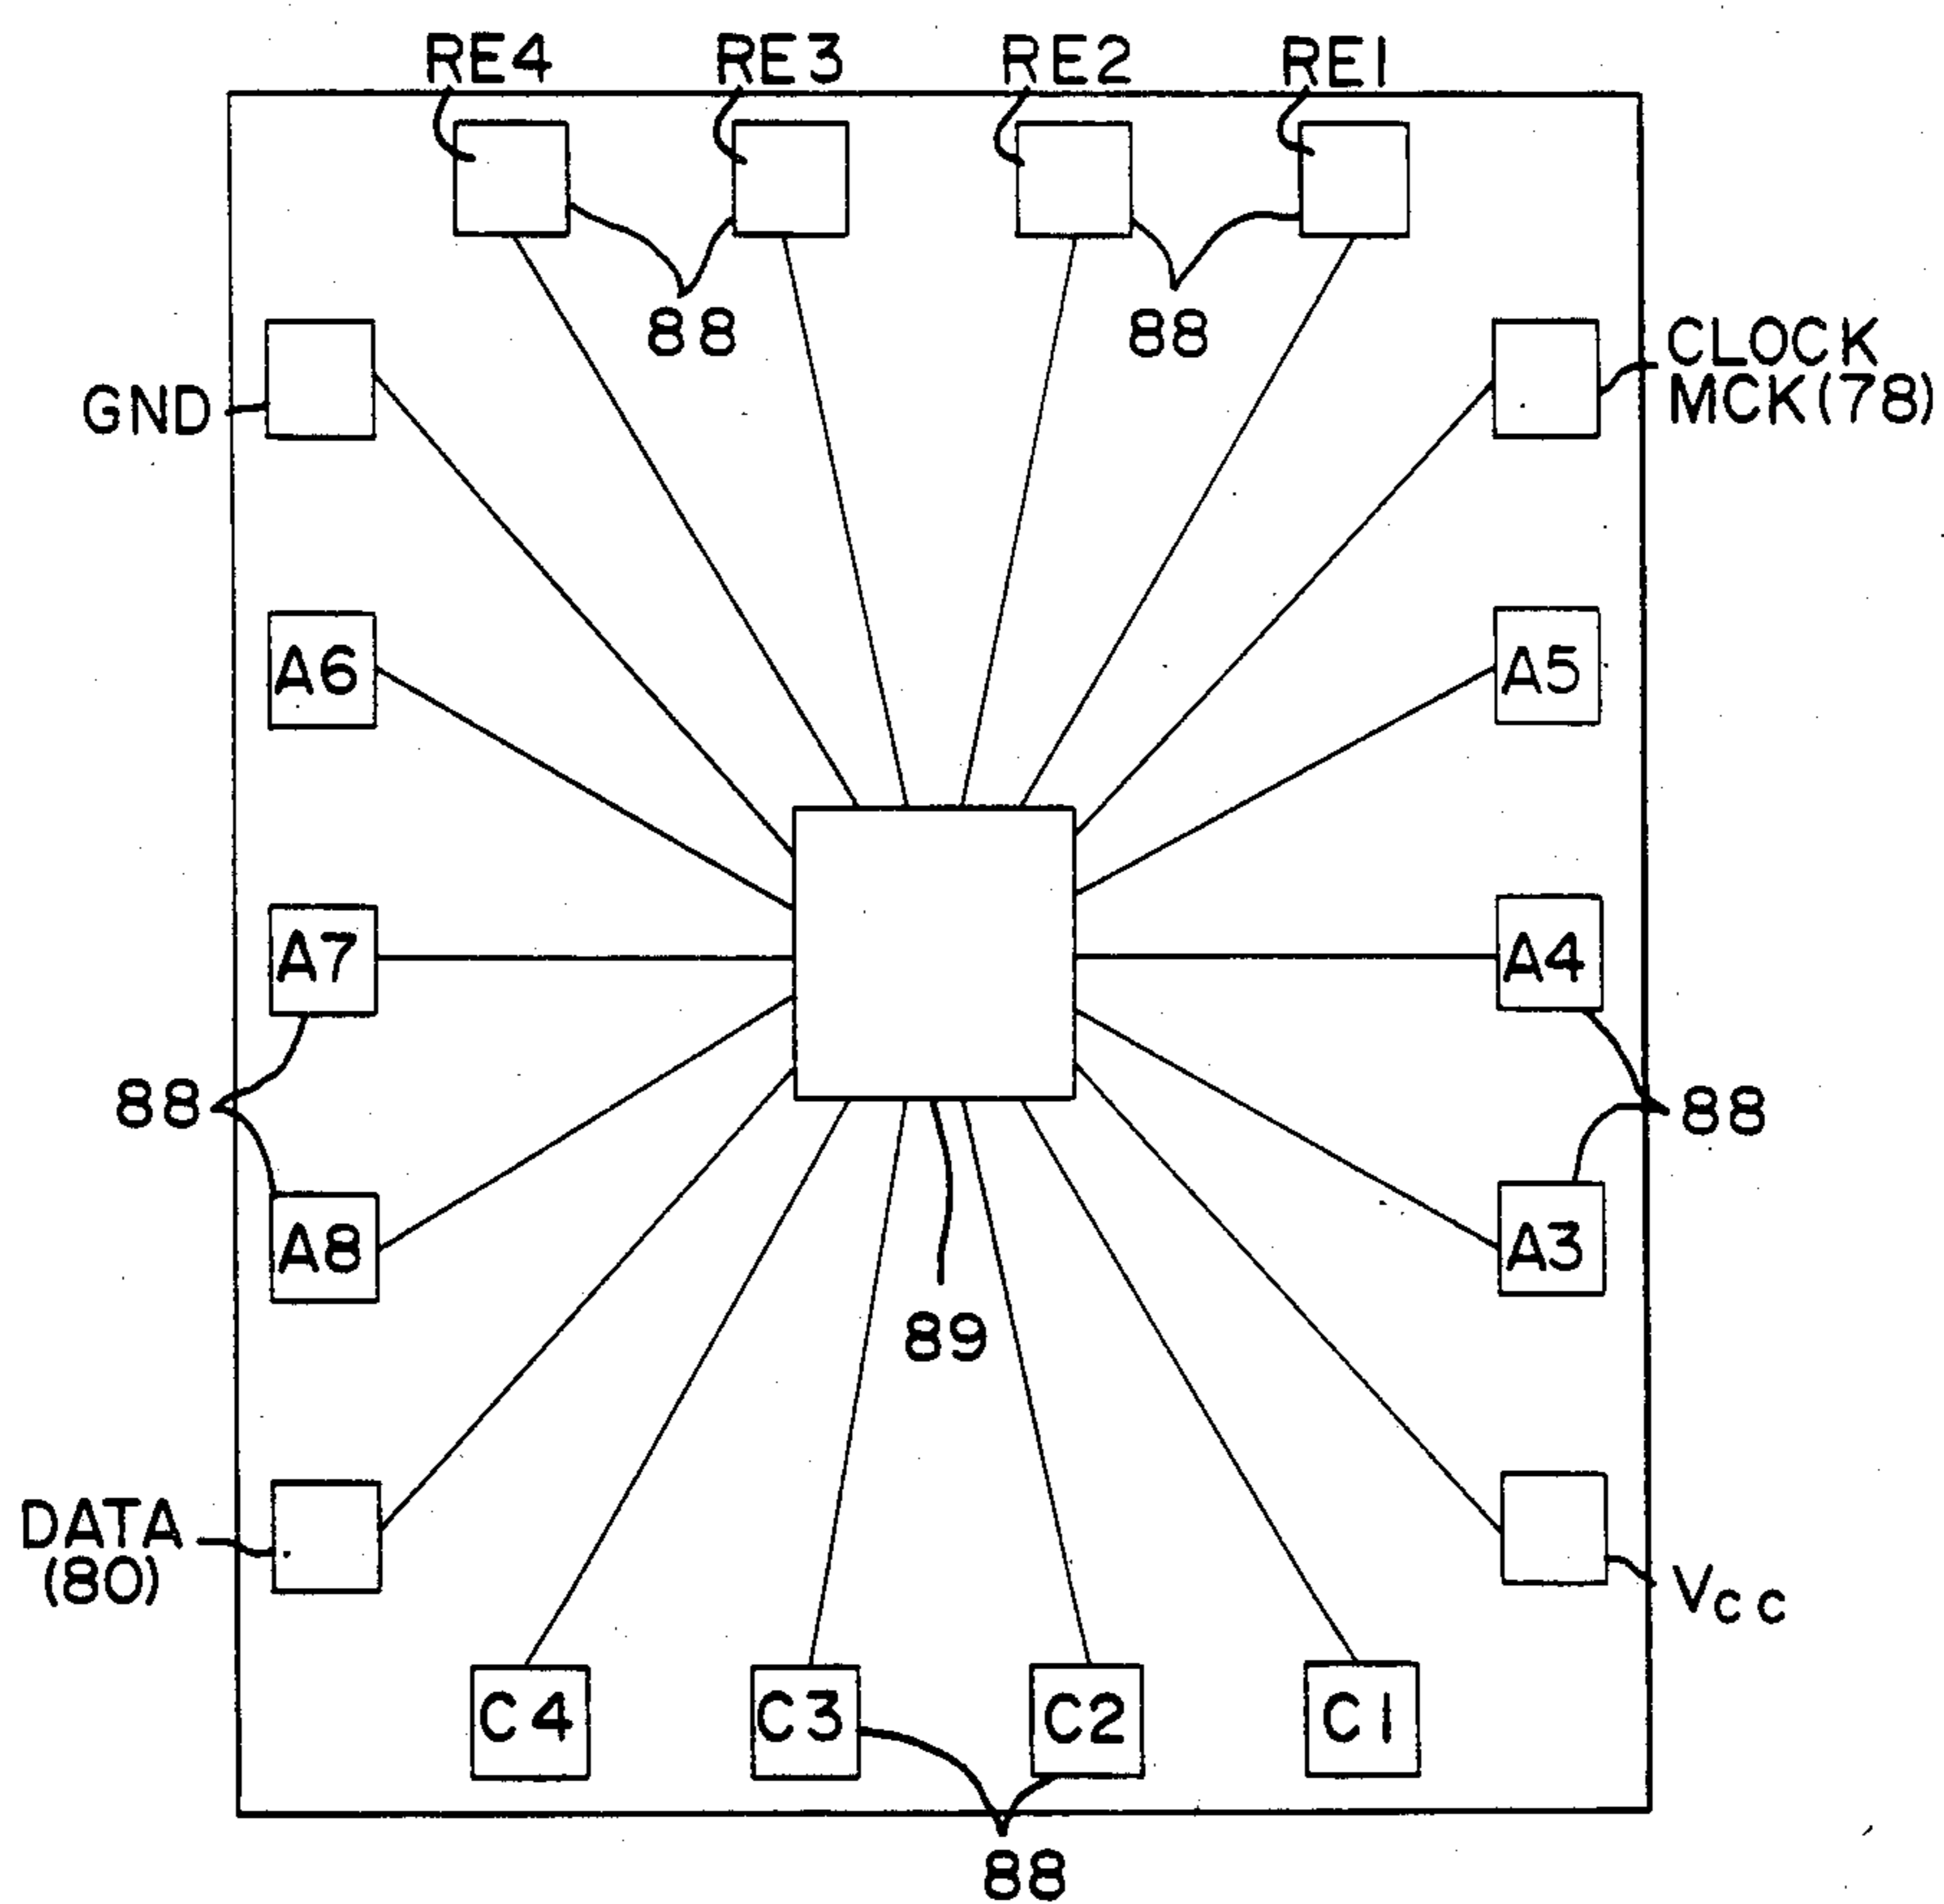 RE4 RE3 RE2 RE1
88 88
GND
CLOCK
MCK(78)
A6
A5
A7
A4
88
88
A8
A3
89
DATA
(80)
Vcc
C4 C3 C2 C1
88